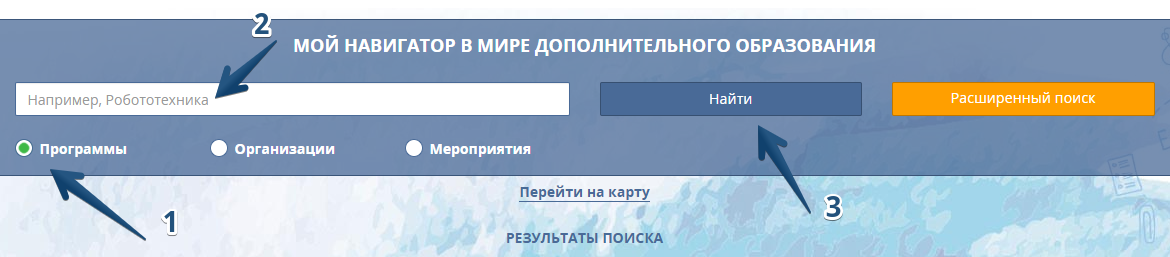 2
МОЙ НАВИГАТОР В МИРЕ ДОПОЛНИТЕЛЬНОГО ОБРАЗОВАНИЯ
Например, Робототехника Найти Расширенный поиск
Программы Организации Мероприятия
Перейти на карту
1 3
РЕЗУЛЬТАТЫ ПОИСКА